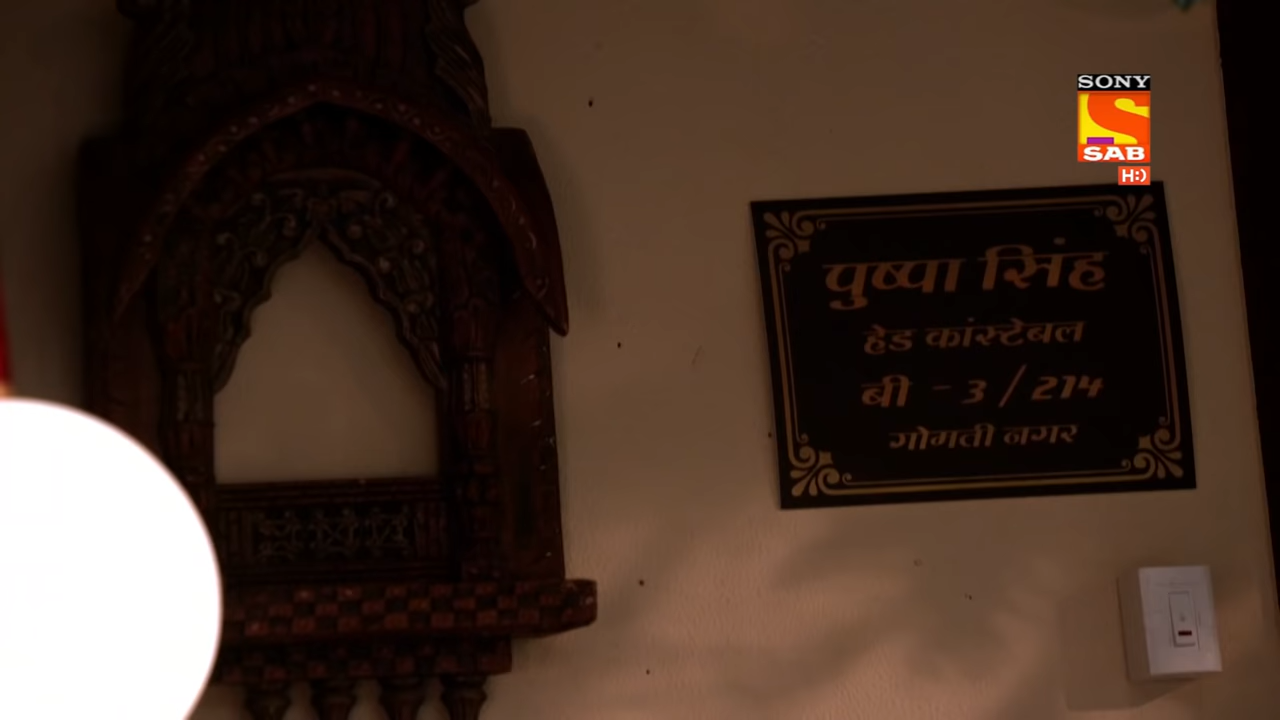 SONY
SAB
HD
पुष्पा सिंह
हेड कांस्टेबल
बी - 3 / 214
गोमती नगर